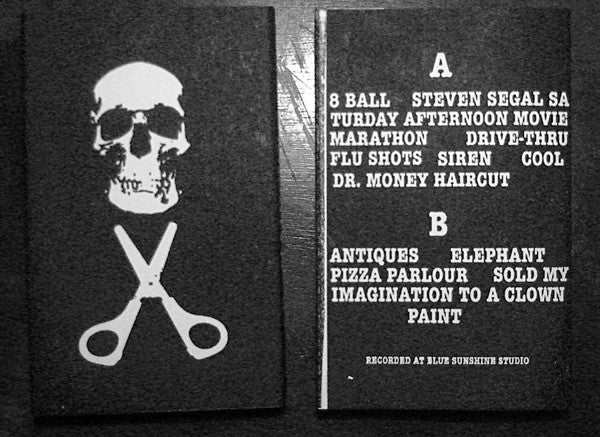 A
8 BALL STEVEN SEGAL SA
TURDAY AFTERNOON MOVIE
MARATHON DRIVE-THRU
FLU SHOTS SIREN COOL
DR. MONEY HAIRCUT
B
ANTIQUES ELEPHANT
PIZZA PARLOUR SOLD MY
IMAGINATION TO A CLOWN
PAINT
RECORDED AT BLUE SUNSHINE STUDIO